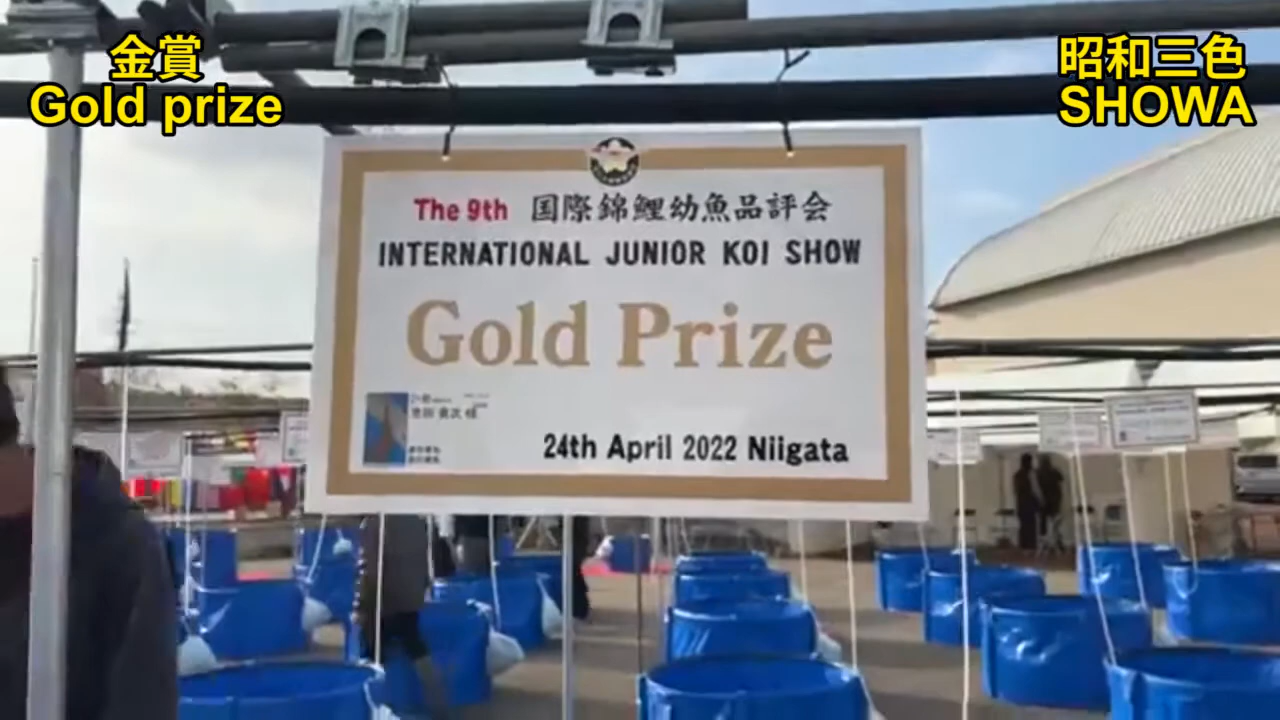 金賞
Gold prize
昭和三色
SHOWA
The 9th 国際錦鯉幼魚品評会
INTERNATIONAL JUNIOR KOI SHOW
Gold Prize
24th April 2022 Niigata